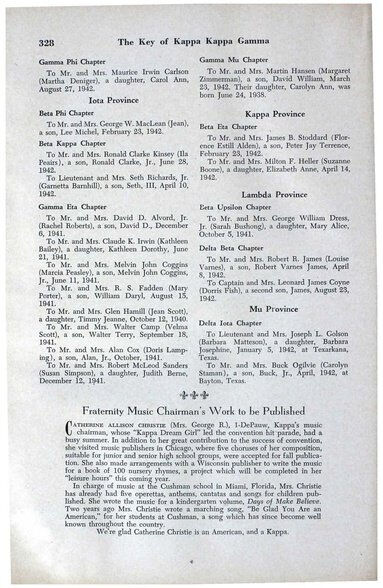 328
The Key of Kappa Kappa Gamma
Gamma Phi Chapter
To Mr. and Mrs. Maurice Irwin Carlson
(Martha Deniger), a daughter, Carol Ann,
August 27, 1942.
Iota Province
Beta Phi Chapter
To Mr. and Mrs. George W. MacLean (Jean),
a son, Lee Michel, February 23, 1942.
Beta Kappa Chapter
To Mr. and Mrs. Ronald Clarke Kinsey (Ila
Peairs), a son, Ronald Clarke, Jr., June 28,
1942.
To Lieutenant and Mrs. Seth Richards, Jr.
(Garnetta Barnhill), a son, Seth, III, April 10,
1942.
Gamma Eta Chapter
To Mr. and Mrs. David D. Alvord, Jr.
(Rachel Roberts), a son, David D., December
6, 1941.
To Mr. and Mrs. Claude K. Irwin (Kathleen
Bailey), a daughter, Kathleen Dorothy, June
21, 1941.
To Mr. and Mrs. Melvin John Coggins
(Marcia Peasley), a son, Melvin John Coggins,
Jr., June 11, 1941.
To Mr. and Mrs. R. S. Fadden (Mary
Porter), a son, William Daryl, August 15,
1941.
To Mr. and Mrs. Glen Hamill (Jean Scott),
a daughter, Timmy Jeanne, October 12, 1940.
To Mr. and Mrs. Walter Camp (Velma
Scott), a son, Walter Terry, September 18,
1941.
To Mr. and Mrs. Alan Cox (Doris Lamp-
ing), a son, Alan, Jr., October, 1941.
To Mr. and Mrs. Robert McLeod Sanders
(Susan Simpson), a daughter, Judith Berne,
December 12, 1941.
Gamma Mu Chapter
To Mr. and Mrs. Martin Hansen (Margaret
Zimmerman), a son, David William, March
23, 1942. Their daughter, Carolyn Ann, was
born June 24, 1938.
Kappa Province
Beta Eta Chapter
To Mr. and Mrs. James B. Stoddard (Flor-
ence Estill Alden), a son, Peter Jay Terrence,
February 23, 1942.
To Mr. and Mrs. Milton F. Heller (Suzanne
Boone), a daughter, Elizabeth Anne, April 14,
1942.
Lambda Province
Beta Upsilon Chapter
To Mr. and Mrs. George William Dress,
Jr. (Sarah Bushong), a daughter, Mary Alice,
October 5, 1941.
Delta Beta Chapter
To Mr. and Mrs. Robert R. James (Louise
Varnes), a son, Robert Varnes James, April
8, 1942.
To Captain and Mrs. Leonard James Coyne
(Dorris Fish), a second son, James, August 23,
1942.
Mu Province
Delta Iota Chapter
To Lieutenant and Mrs. Joseph L. Golson
(Barbara Matteson), a daughter, Barbara
Josephine, January 5, 1942, at Texarkana,
Texas.
To Mr. and Mrs. Buck Ogilvie (Carolyn
Staman), a son, Buck, Jr., April, 1942, at
Bayton, Texas.
Fraternity Music Chairman's Work to be Published
CATHERINE ALLISON CHRISTIE (Mrs. George R.), I-DePauw, Kappa's music
chairman, whose "Kappa Dream Girl" led the convention hit parade, had a
busy summer. In addition to her great contribution to the success of convention,
she visited music publishers in Chicago, where five choruses of her composition,
suitable for junior and senior high school groups, were accepted for fall publica-
tion. She also made arrangements with a Wisconsin publisher to write the music
for a book of 100 nursery rhymes, a project which will be completed in her
"leisure hours" this coming year.
In charge of music at the Cushman school in Miami, Florida, Mrs. Christie
has already had five operettas, anthems, cantatas and songs for children pub-
lished. She wrote the music for a kindergarten volume, Days of Make Believe.
Two years ago Mrs. Christie wrote a marching song, "Be Glad You Are an
American," for her students at Cushman, a song which has since become well
known throughout the country.
We're glad Catherine Christie is an American, and a Kappa.